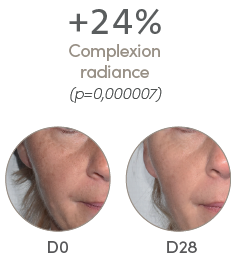 +24%
Complexion
radiance
(p=0,000007)
D0 D28